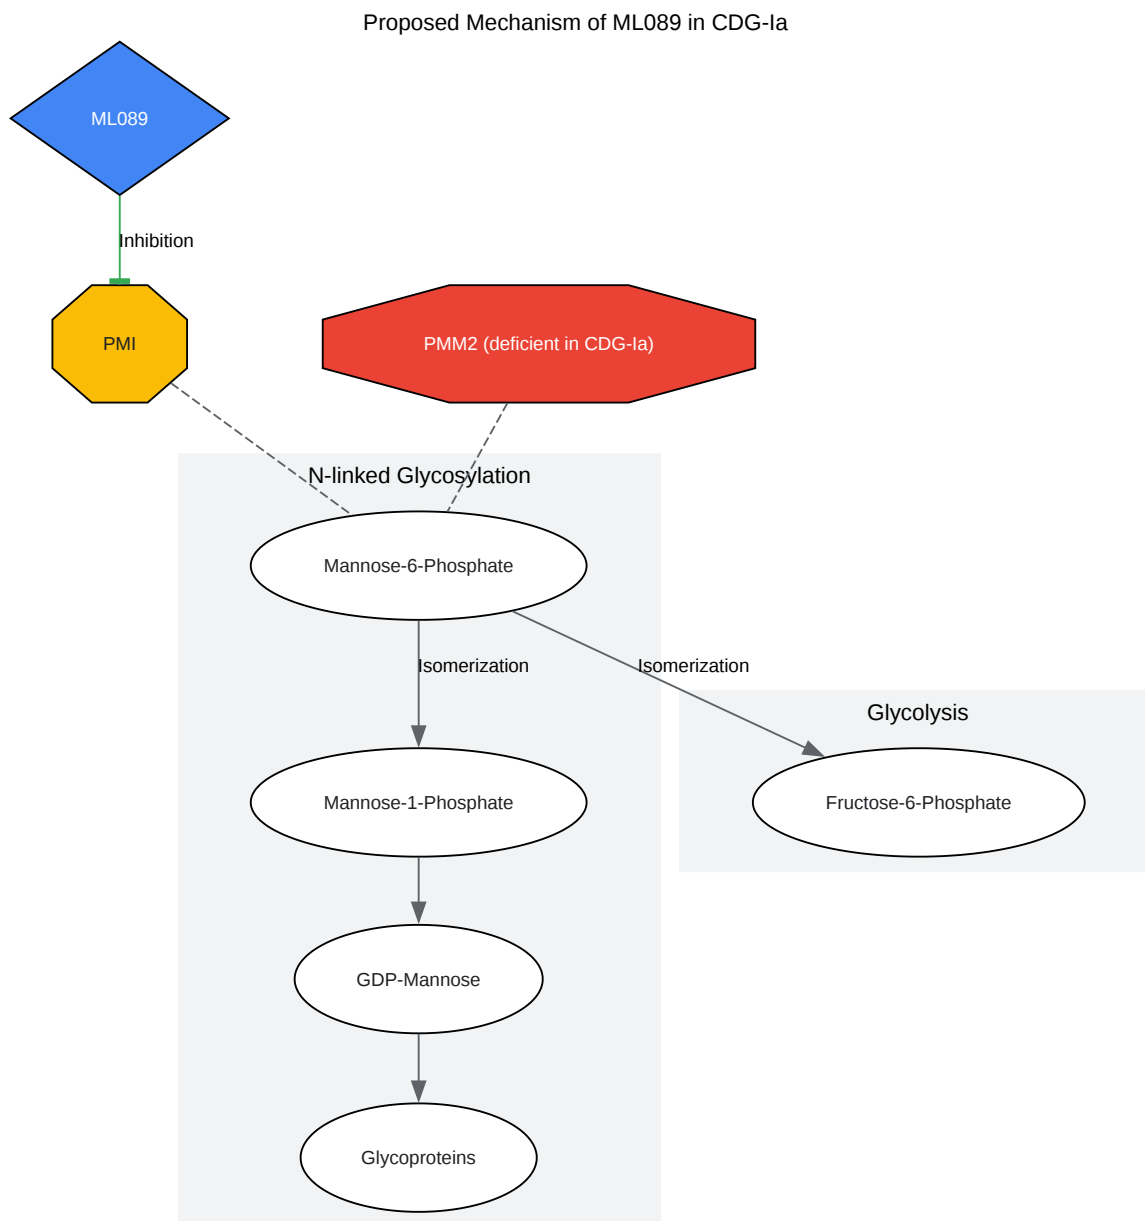 Proposed Mechanism of ML089 in CDG-Ia
ML089
Inhibition
PMI
PMM2 (deficient in CDG-Ia)
N-linked Glycosylation
Mannose-6-Phosphate
Isomerization
Isomerization
Glycolysis
Mannose-1-Phosphate
Fructose-6-Phosphate
GDP-Mannose
Glycoproteins